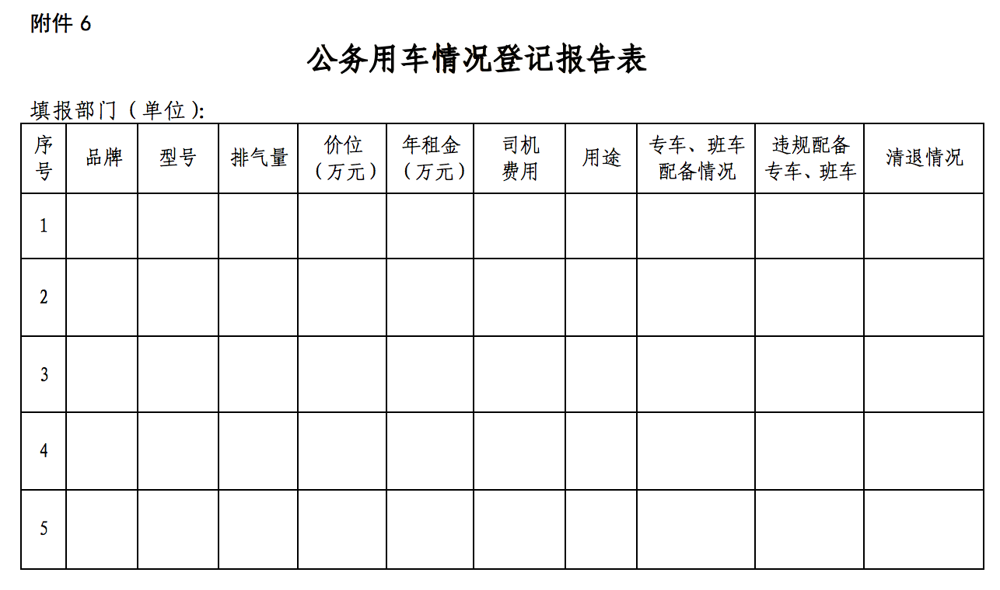 附件 6
公务用车情况登记报告表
填报部门（单位）：
序号 品牌 型号 排气量 价位（万元） 年租金（万元） 司机费用 用途 专车、班车配备情况 违规配备专车、班车 清退情况
1
2
3
4
5